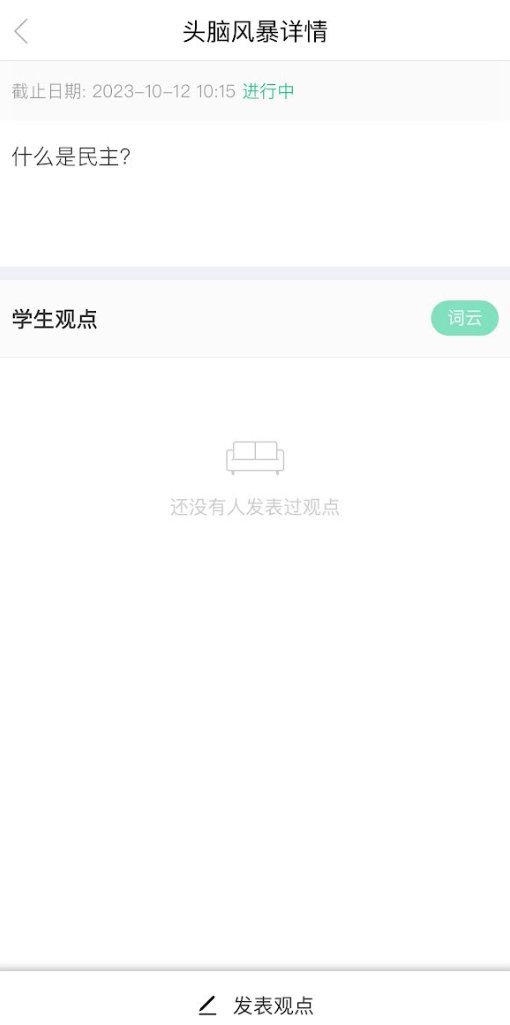 头脑风暴详情
截止日期: 2023-10-12 10:15 进行中
什么是民主?
学生观点 词云
还没有人发表过观点
发表观点